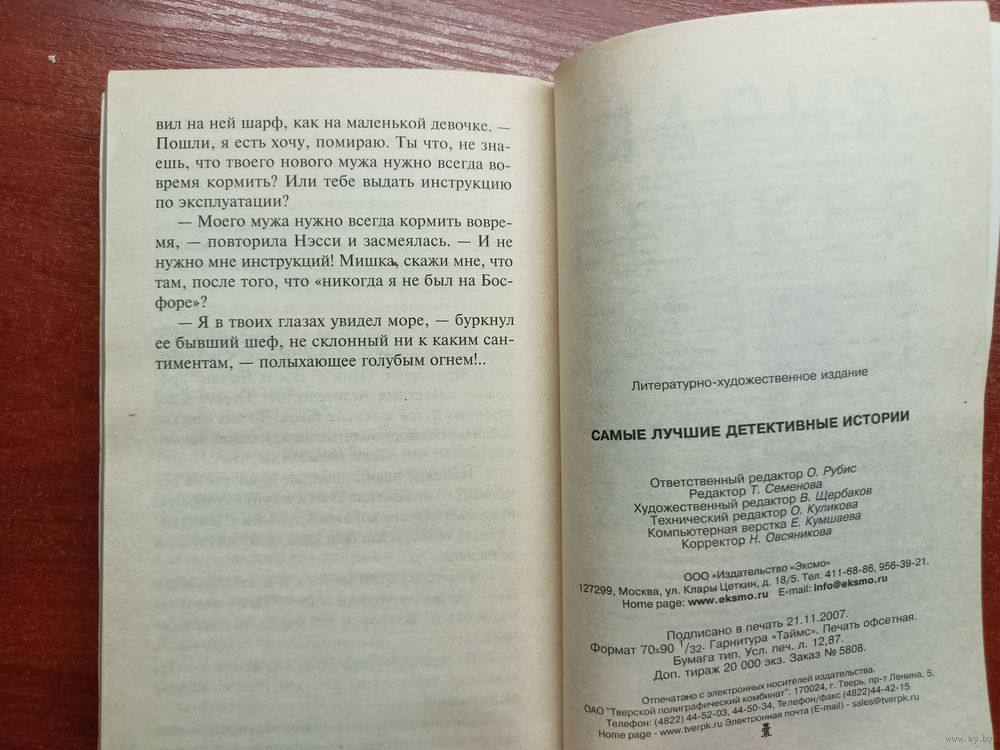 вил на ней шарф, как на маленькой девочке. —
Пошли, я есть хочу, помираю. Ты что, не зна-
ешь, что твоего нового мужа нужно всегда во-
время кормить? Или тебе выдать инструкцию
по эксплуатации?
— Моего мужа нужно всегда кормить вовре-
мя, — повторила Нэсси и засмеялась. — И не
нужно мне инструкций! Мишка, скажи мне, что
там, после того, что «никогда я не был на Бос-
форе»?
— Я в твоих глазах увидел море, — буркнул
ее бывший шеф, не склонный ни к каким сан-
тиментам, — полыхающее голубым огнем!..
Литературно-художественное издание
САМЫЕ ЛУЧШИЕ ДЕТЕКТИВНЫЕ ИСТОРИИ
Ответственный редактор О. Рубис
Редактор Т. Семенова
Художественный редактор В. Щербаков
Технический редактор О. Куликова
Компьютерная верстка Е. Кумшаева
Корректор Н. Овсяникова
ООО «Издательство «Эксмо»
127299, Москва, ул. Клары Цеткин, д. 18/5. Тел. 411-68-86, 956-39-21.
Home page: www.eksmo.ru E-mail: info@eksmo.ru
Подписано в печать 21.11.2007.
Формат 70x90 1/32. Гарнитура «Таймс». Печать офсетная.
Бумага тип. Усл. печ. л. 12,87.
Доп. тираж 20 000 экз. Заказ № 5808.
Отпечатано с электронных носителей издательства.
ОАО "Тверской полиграфический комбинат". 170024, г. Тверь, пр-т Ленина, 5.
Телефон: (4822) 44-52-03, 44-50-34, Телефон/факс (4822)44-42-15
Home page - www.tverpk.ru Электронная почта (E-mail) - sales@tverpk.ru
www.ay.by